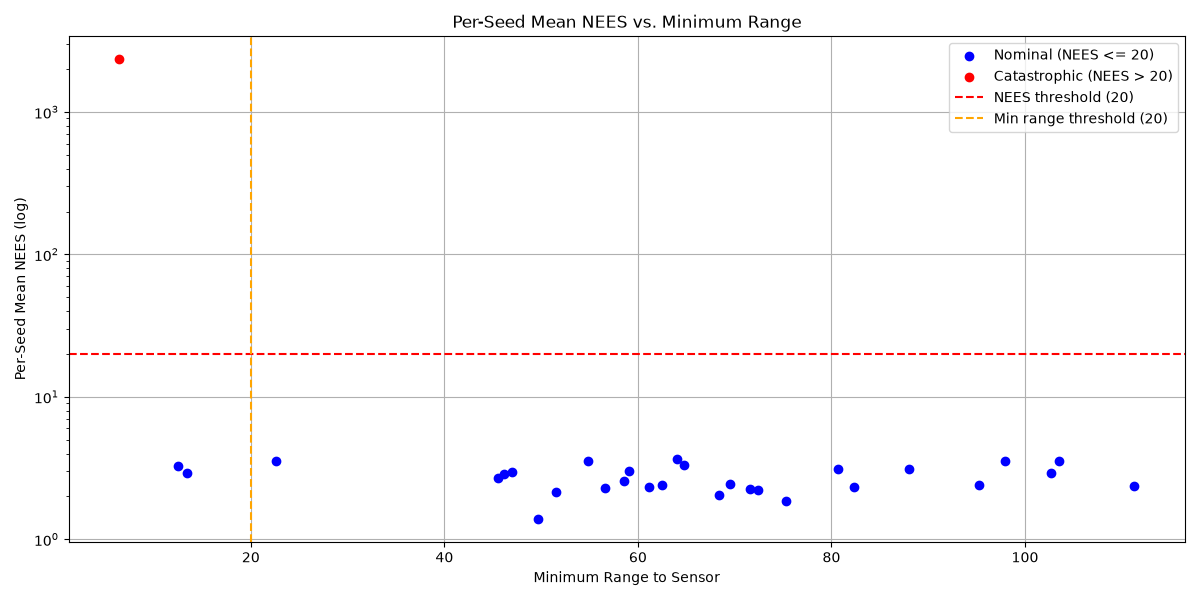 Per-Seed Mean NEES vs. Minimum Range
Nominal (NEES <= 20)
Catastrophic (NEES > 20)
NEES threshold (20)
Min range threshold (20)
Per-Seed Mean NEES (log)
10³
10²
10¹
10⁰
20 40 60 80 100
Minimum Range to Sensor